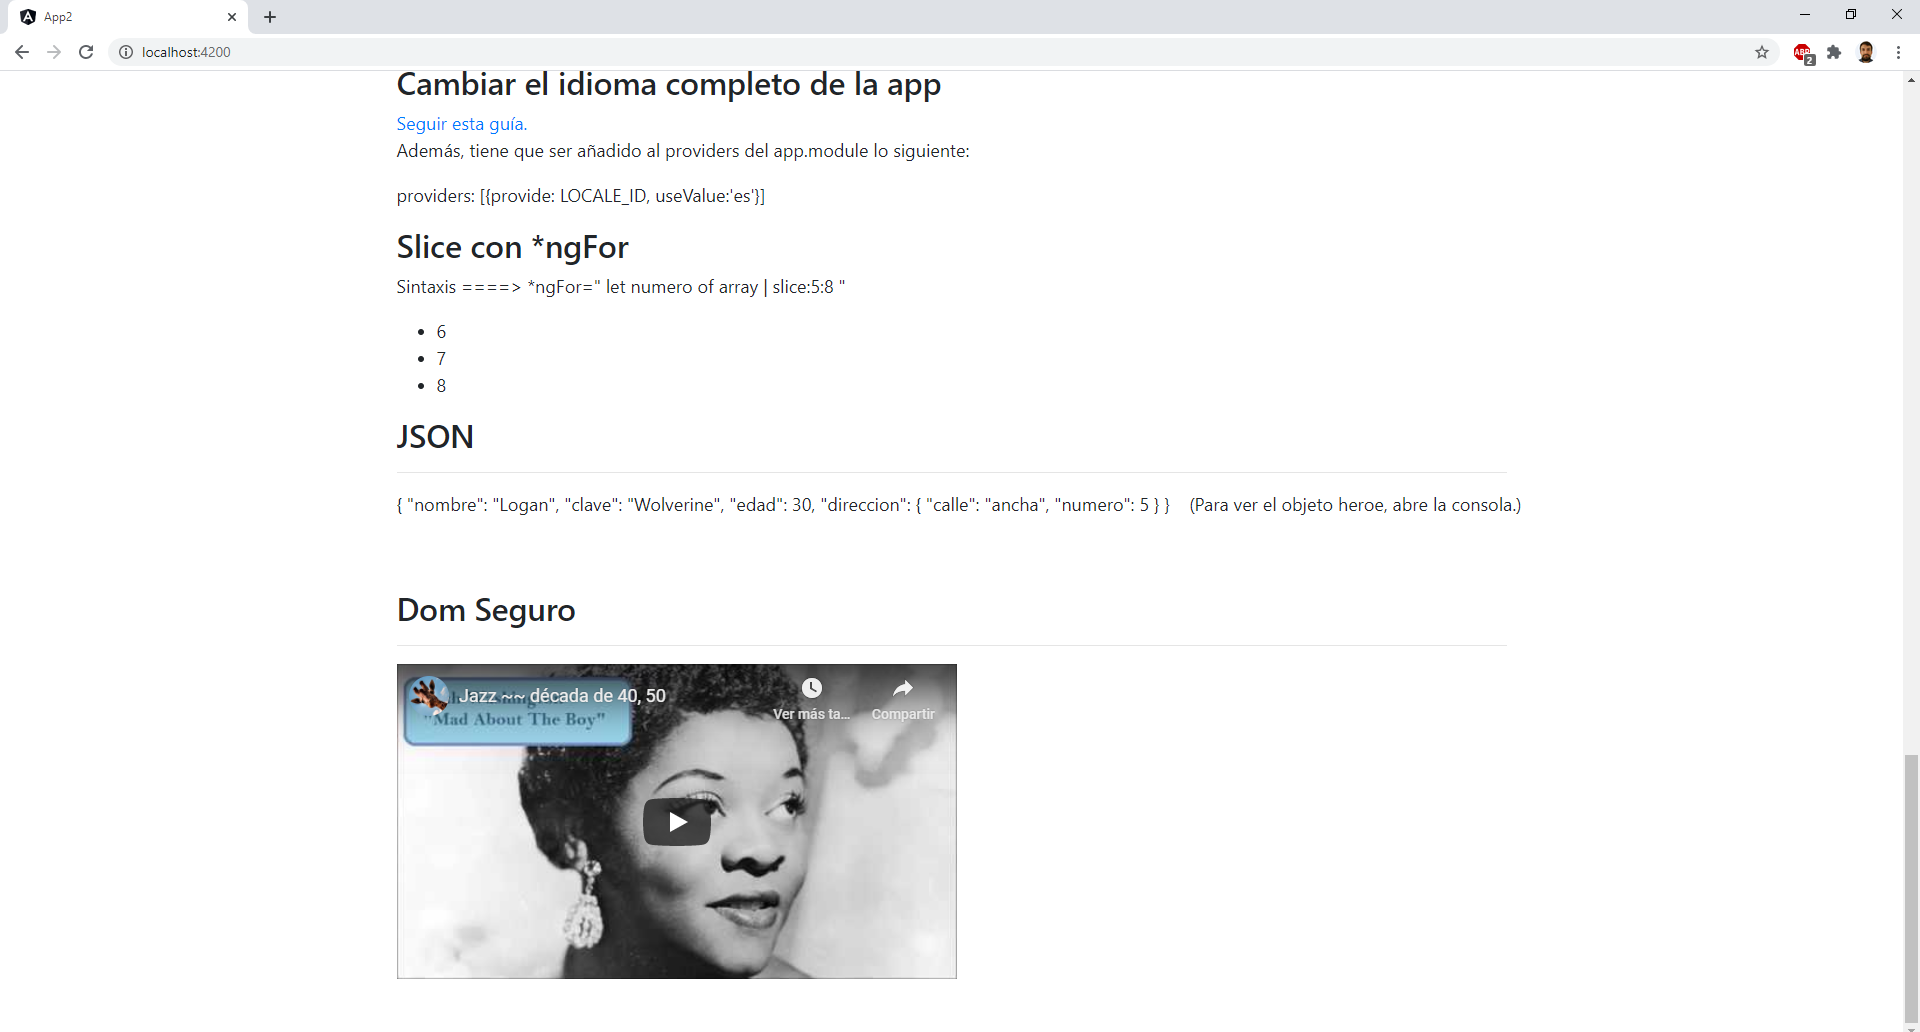 App2
localhost:4200
ABP
2
Cambiar el idioma completo de la app
Seguir esta guía.
Además, tiene que ser añadido al providers del app.module lo siguiente:
providers: [{provide: LOCALE_ID, useValue:'es'}]
Slice con *ngFor
Sintaxis ====> *ngFor=" let numero of array | slice:5:8 "
6
7
8
JSON
{ "nombre": "Logan", "clave": "Wolverine", "edad": 30, "direccion": { "calle": "ancha", "numero": 5 } } (Para ver el objeto heroe, abre la consola.)
Dom Seguro
Jazz ~~ década de 40, 50
Ver más ta...
Compartir
"Mad About The Boy"